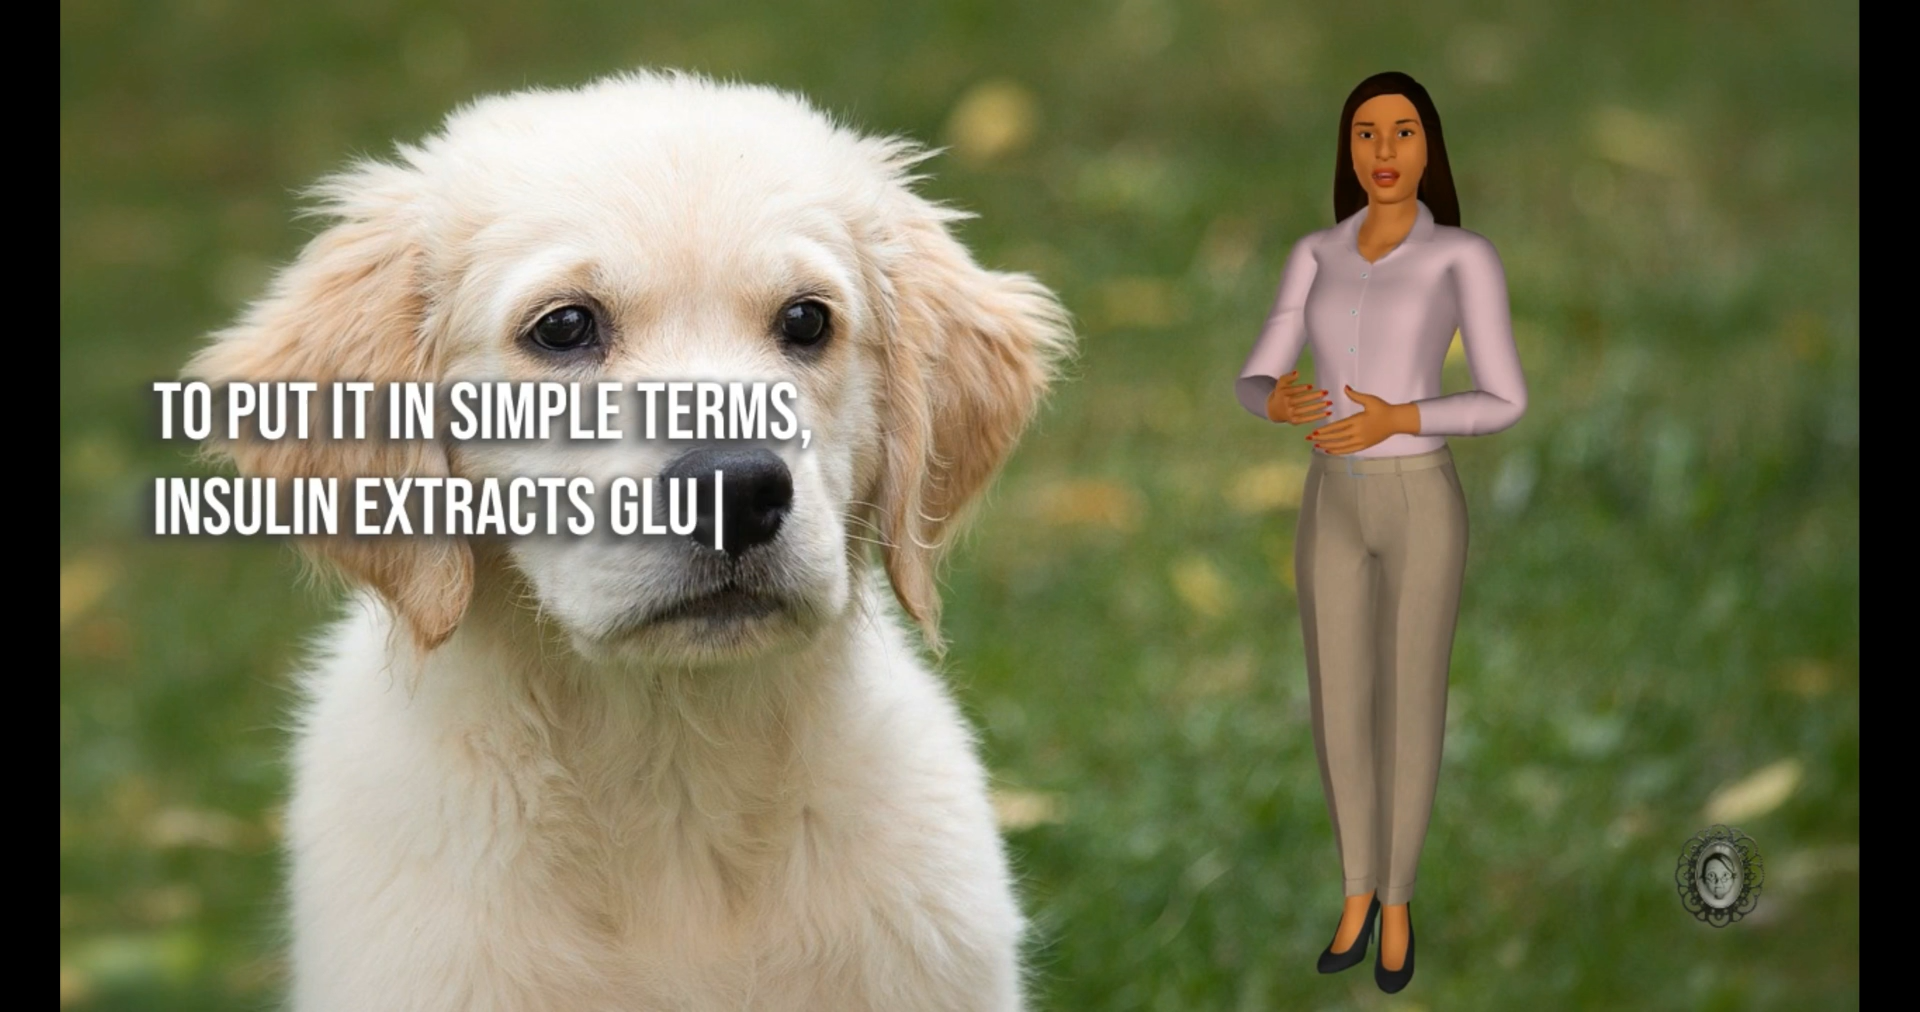 TO PUT IT IN SIMPLE TERMS,
INSULIN EXTRACTS GLU